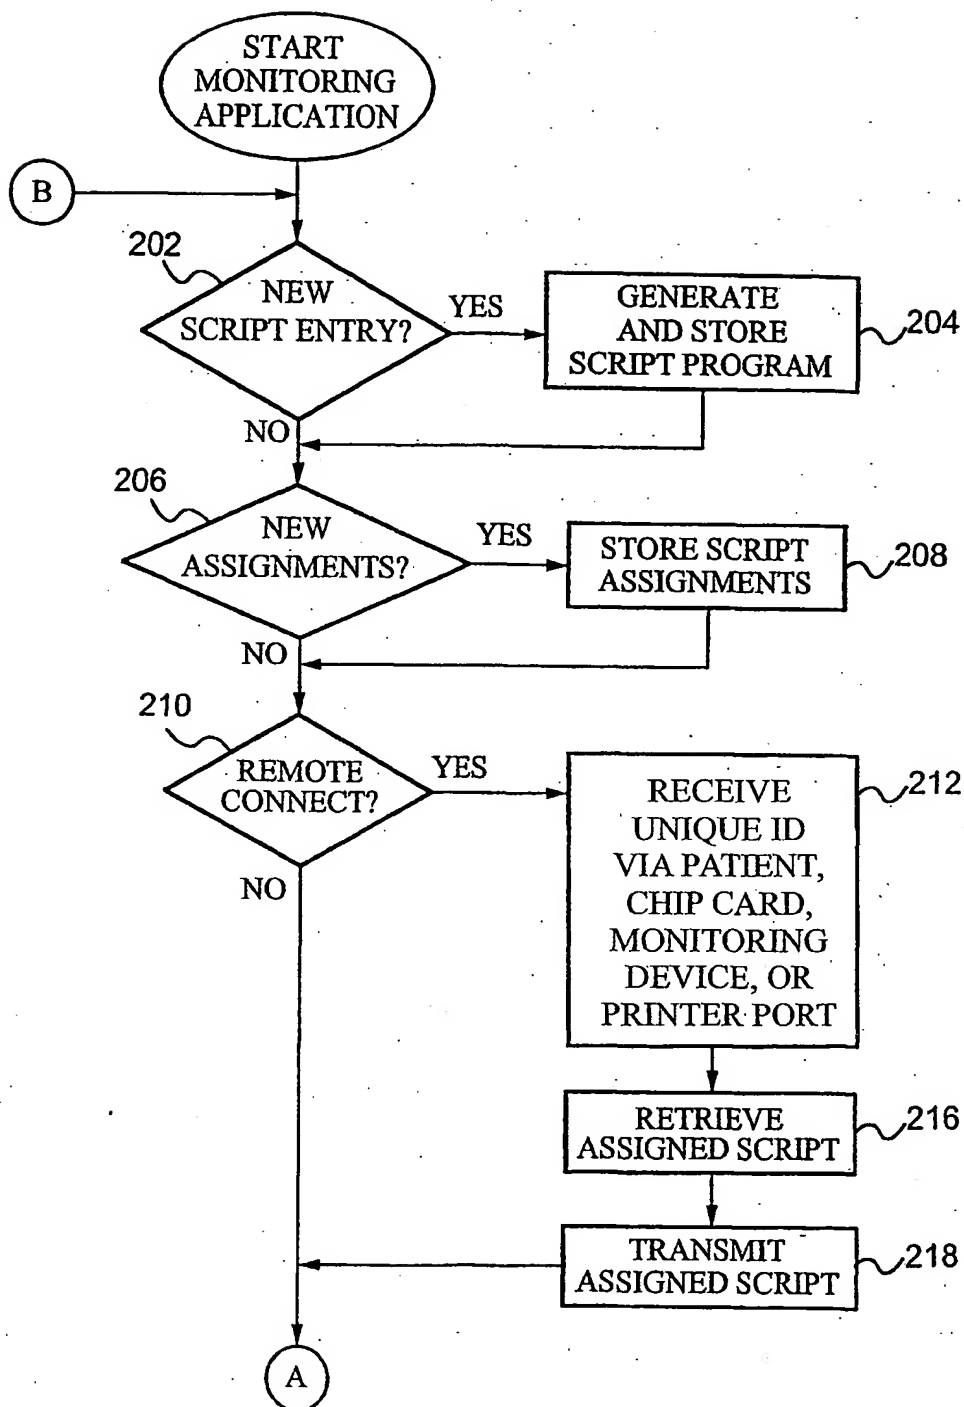 START
MONITORING
APPLICATION
B
202
NEW
SCRIPT ENTRY?
YES
GENERATE
AND STORE
SCRIPT PROGRAM
204
NO
206
NEW
ASSIGNMENTS?
YES
STORE SCRIPT
ASSIGNMENTS
208
NO
210
REMOTE
CONNECT?
YES
RECEIVE
UNIQUE ID
VIA PATIENT,
CHIP CARD,
MONITORING
DEVICE, OR
PRINTER PORT
212
NO
RETRIEVE
ASSIGNED SCRIPT
216
TRANSMIT
ASSIGNED SCRIPT
218
A